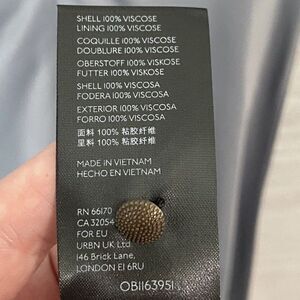 SHELL 100% VISCOSE
LINING 100% VISCOSE
COQUILLE 100% VISCOSE
DOUBLURE 100% VISCOSE
OBERSTOFF 100% VISKOSE
FUTTER 100% VISKOSE
SHELL 100% VISCOSA
FODERA 100% VISCOSA
EXTERIOR 100% VISCOSA
FORRO 100% VISCOSA
面料 100% 粘胶纤维
里料 100% 粘胶纤维
MADE IN VIETNAM
HECHO EN VIETNAM
RN 66170
CA 32054
FOR EU
URBN UK Ltd
146 Brick Lane,
LONDON E1 6RU
OB1163951